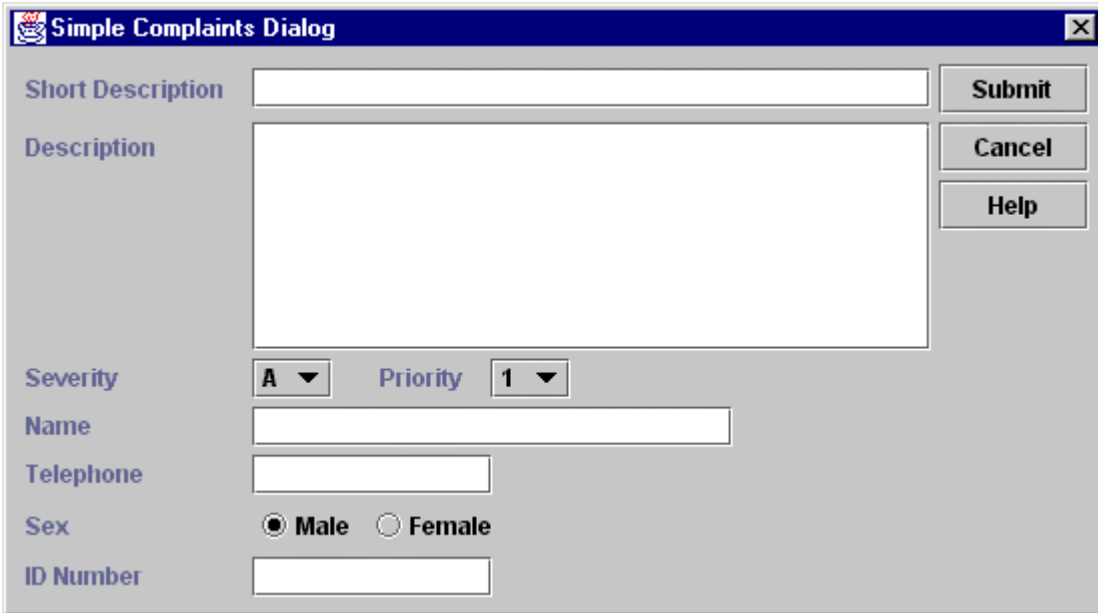 Simple Complaints Dialog
Short Description Submit
Description Cancel
Help
Severity A Priority 1
Name
Telephone
Sex Male Female
ID Number